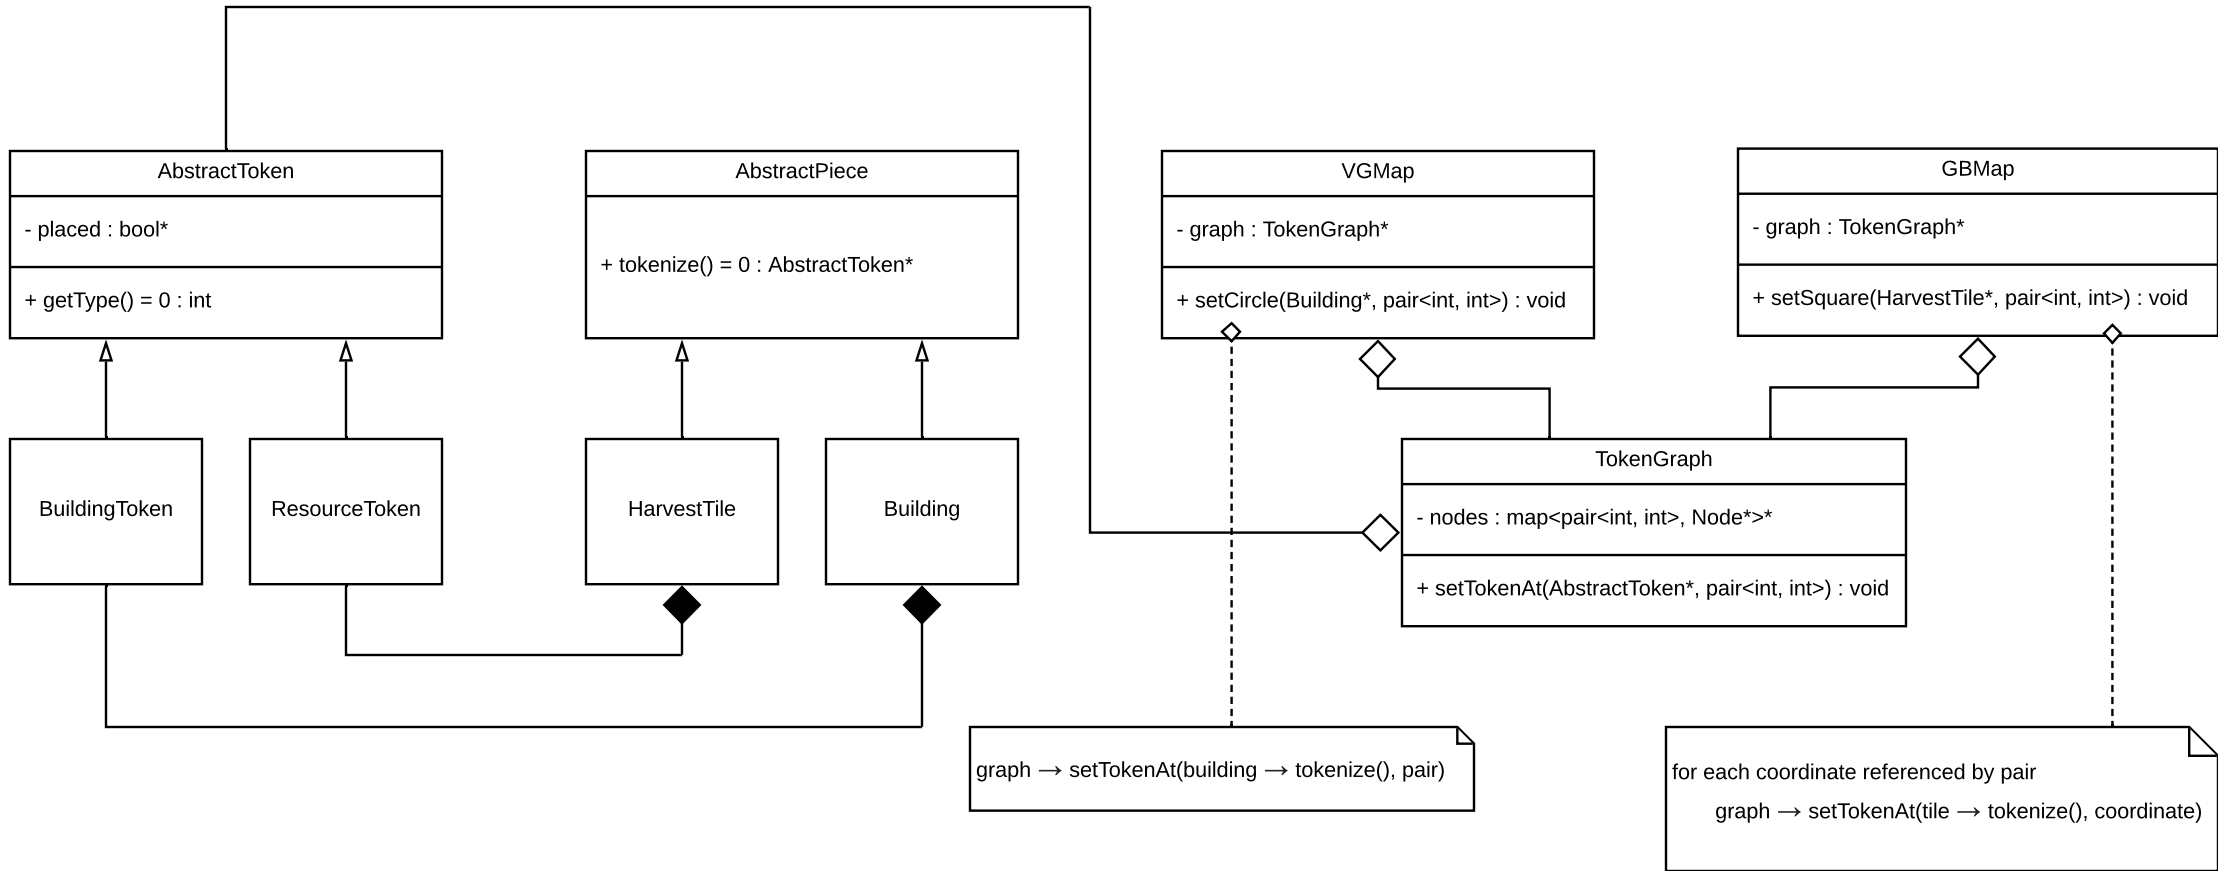 AbstractToken
- placed : bool*
+ getType() = 0 : int
AbstractPiece
+ tokenize() = 0 : AbstractToken*
VGMap
- graph : TokenGraph*
+ setCircle(Building*, pair<int, int>) : void
GBMap
- graph : TokenGraph*
+ setSquare(HarvestTile*, pair<int, int>) : void
BuildingToken
ResourceToken
HarvestTile
Building
TokenGraph
- nodes : map<pair<int, int>, Node*>*
+ setTokenAt(AbstractToken*, pair<int, int>) : void
graph → setTokenAt(building → tokenize(), pair)
for each coordinate referenced by pair
graph → setTokenAt(tile → tokenize(), coordinate)